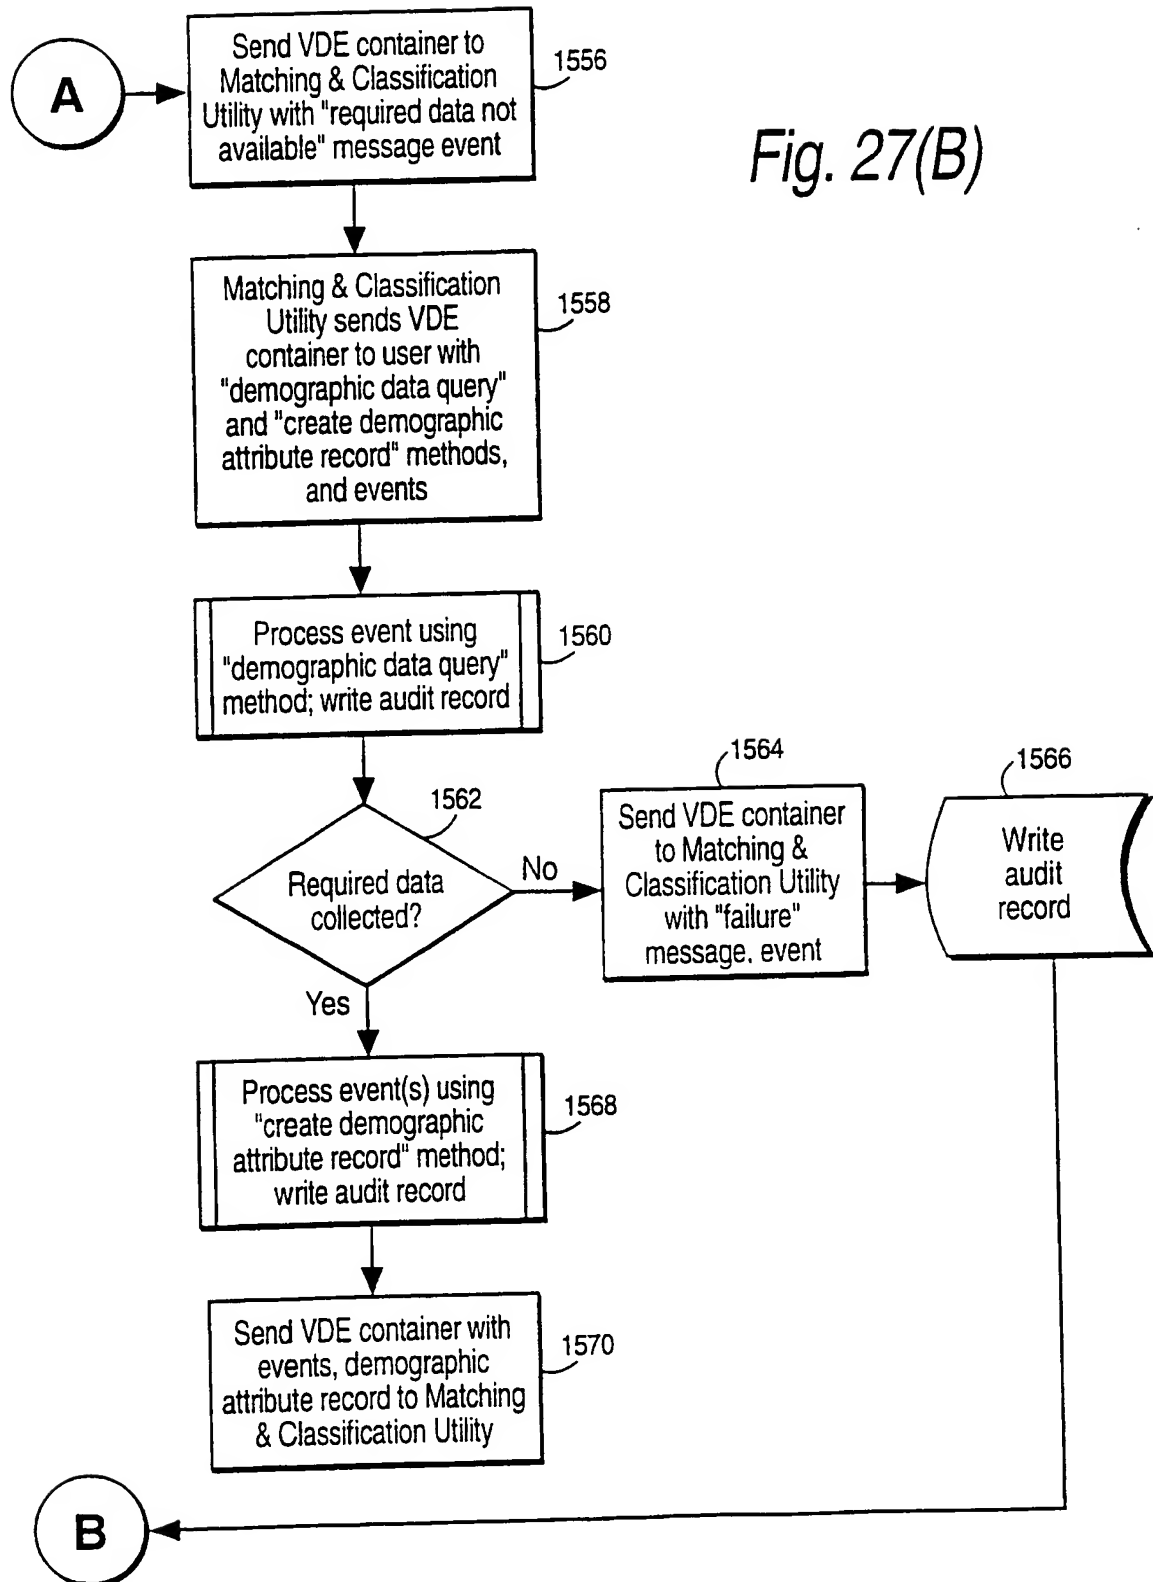 A
Send VDE container to
Matching & Classification
Utility with "required data not
available" message event
1556
Fig. 27(B)
Matching & Classification
Utility sends VDE
container to user with
"demographic data query"
and "create demographic
attribute record" methods,
and events
1558
Process event using
"demographic data query"
method; write audit record
1560
1562
Required data
collected?
No
Yes
1564
Send VDE container
to Matching &
Classification Utility
with "failure"
message. event
1566
Write
audit
record
Process event(s) using
"create demographic
attribute record" method;
write audit record
1568
Send VDE container with
events, demographic
attribute record to Matching
& Classification Utility
1570
B